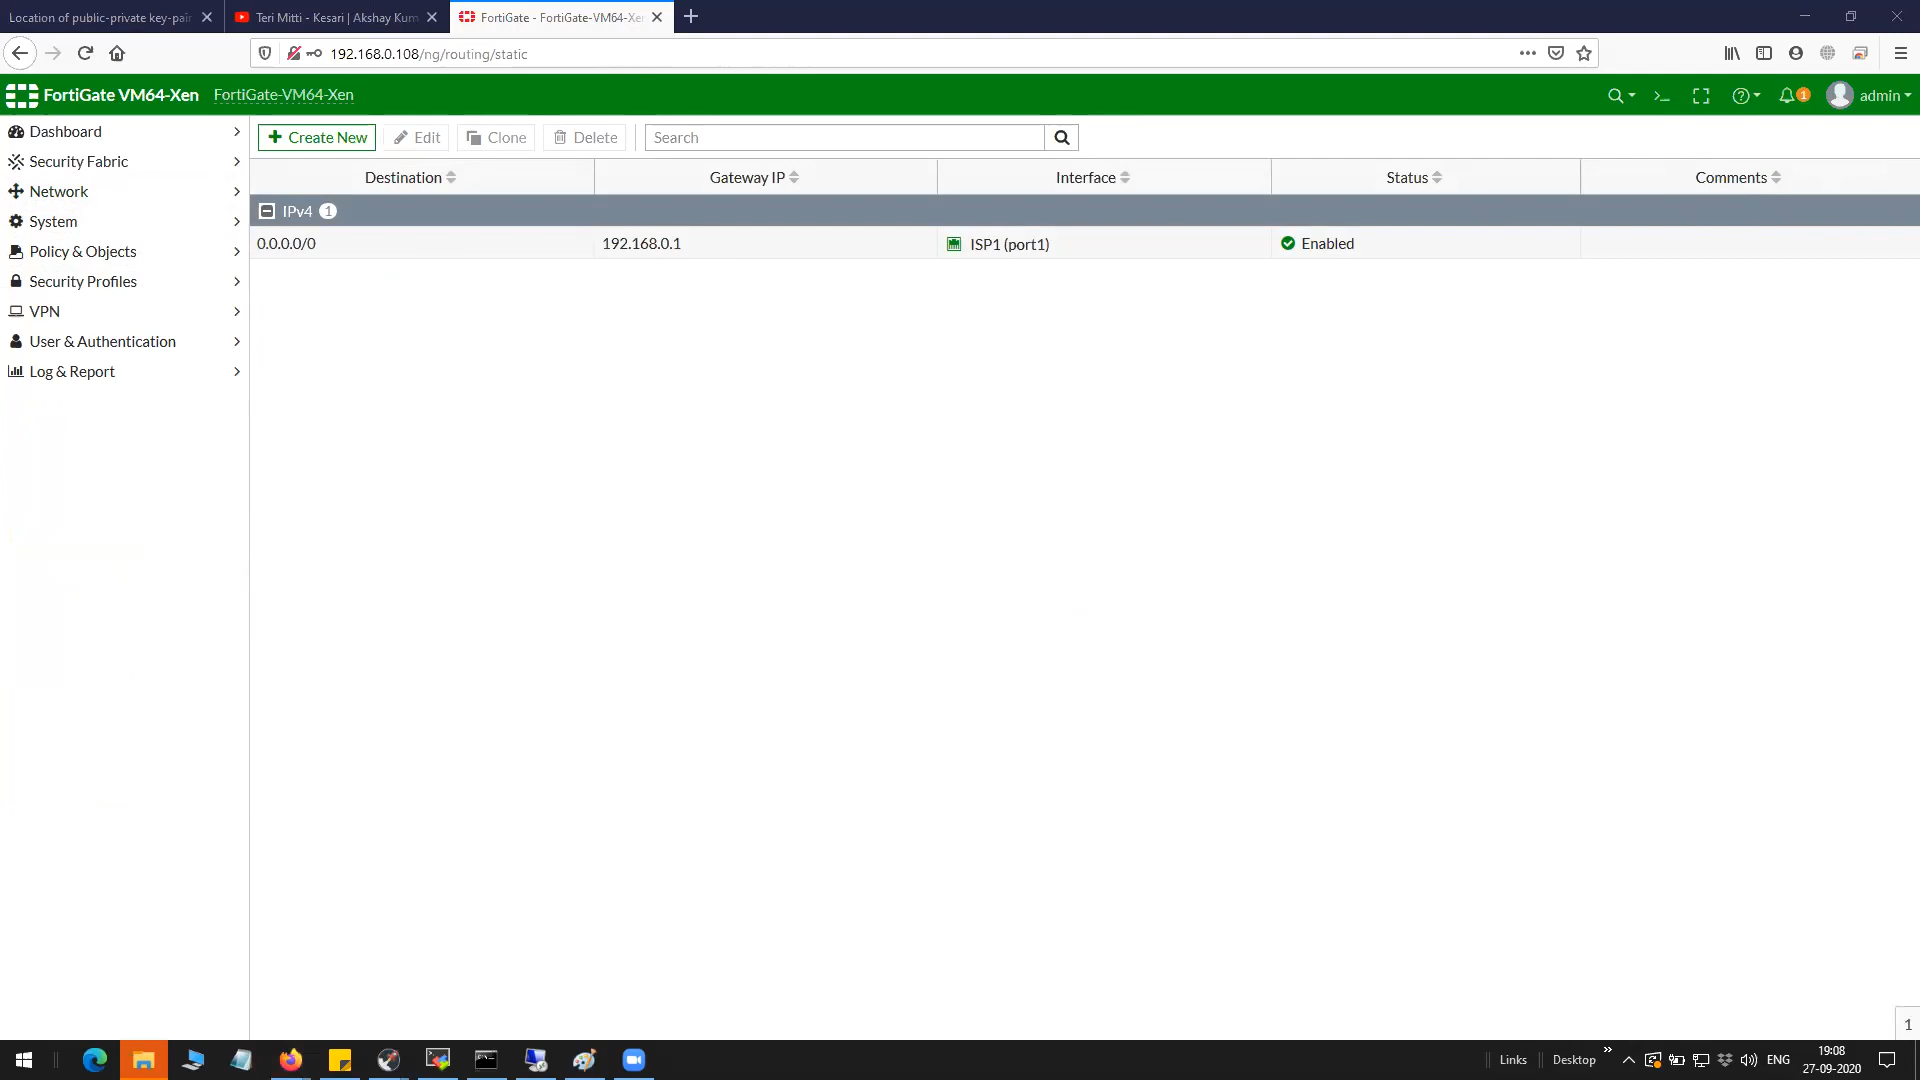 Location of public-private key-pair
Teri Mitti - Kesari | Akshay Kum
FortiGate - FortiGate-VM64-Xen
192.168.0.108/ng/routing/static
FortiGate VM64-Xen FortiGate-VM64-Xen
1 admin
Dashboard
Security Fabric
Network
System
Policy & Objects
Security Profiles
VPN
User & Authentication
Log & Report
Create New Edit Clone Delete Search
Destination Gateway IP Interface Status Comments
IPv4 1
0.0.0.0/0 192.168.0.1 ISP1 (port1) Enabled
1
Links Desktop » ENG 19:08
27-09-2020